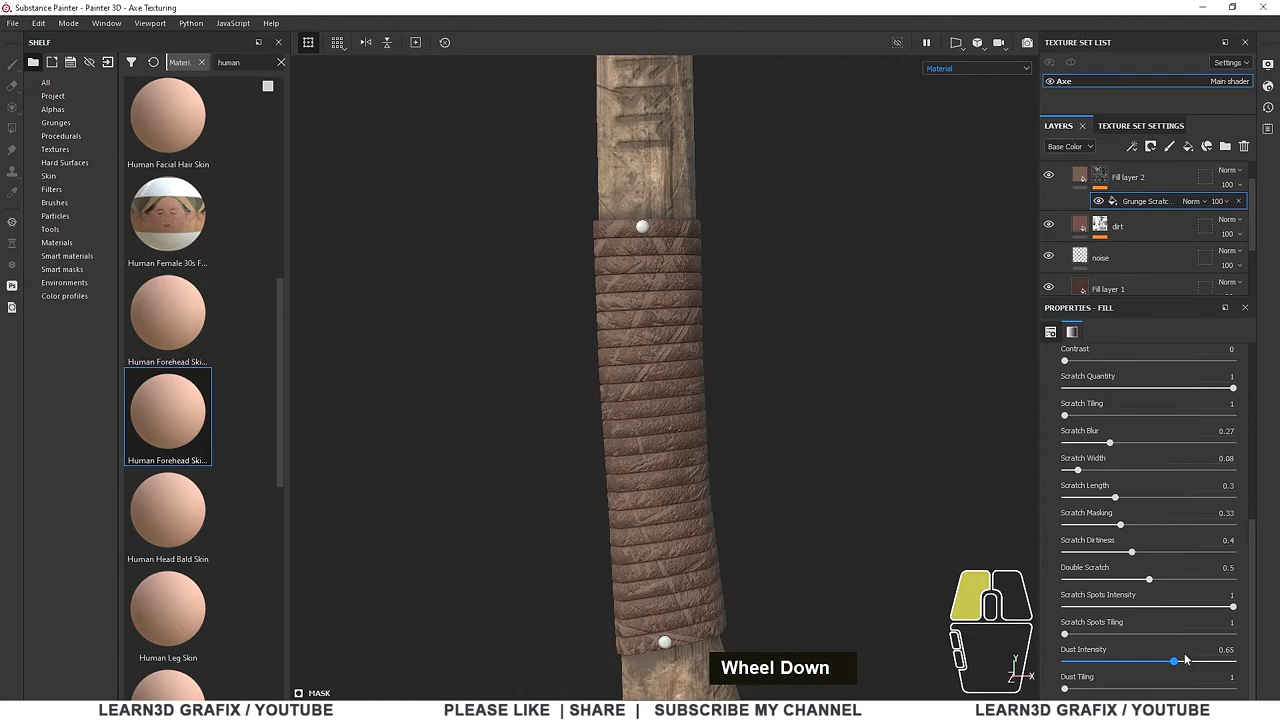 Substance Painter - Painter 3D - Axe Texturing
File Edit Mode Window Viewport Python JavaScript Help
SHELF
Materi... human
All
Project
Alphas
Grunges
Procedurals
Textures
Hard Surfaces
Skin
Filters
Brushes
Particles
Tools
Materials
Smart materials
Smart masks
Environments
Color profiles
Human Facial Hair Skin
Human Female 30s F...
Human Forehead Ski...
Human Forehead Ski...
Human Head Bald Skin
Human Leg Skin
Material
Y
Z X
MASK
Wheel Down
TEXTURE SET LIST
Settings
Axe Main shader
LAYERS TEXTURE SET SETTINGS
Base Color
Fill layer 2 Norm
100
Grunge Scratc... Norm 100
dirt Norm
100
noise Norm
100
Fill layer 1 Norm
PROPERTIES - FILL
Contrast 0
Scratch Quantity 1
Scratch Tiling 1
Scratch Blur 0.27
Scratch Width 0.08
Scratch Length 0.3
Scratch Masking 0.33
Scratch Dirtiness 0.4
Double Scratch 0.5
Scratch Spots Intensity 1
Scratch Spots Tiling 1
Dust Intensity 0.65
Dust Tiling 1
LEARN3D GRAFIX / YOUTUBE PLEASE LIKE | SHARE | SUBSCRIBE MY CHANNEL LEARN3D GRAFIX / YOUTUBE